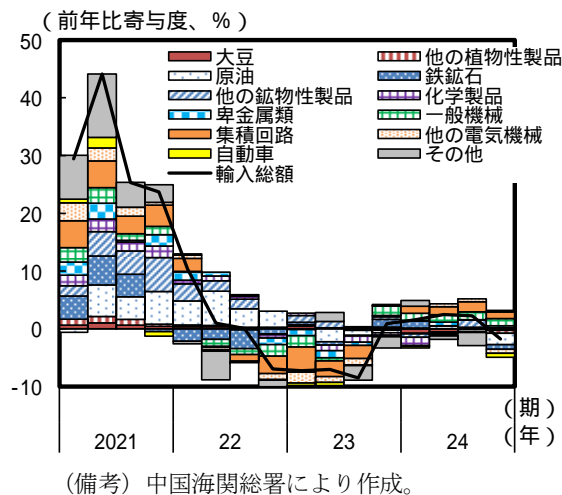 （前年比寄与度、％）
50
40
30
20
10
0
-10
大豆
他の植物性製品
原油
鉄鉱石
他の鉱物性製品
化学製品
卑金属類
一般機械
集積回路
他の電気機械
自動車
その他
輸入総額
（期）
2021 22 23 24
（年）
（備考）中国海関総署により作成。